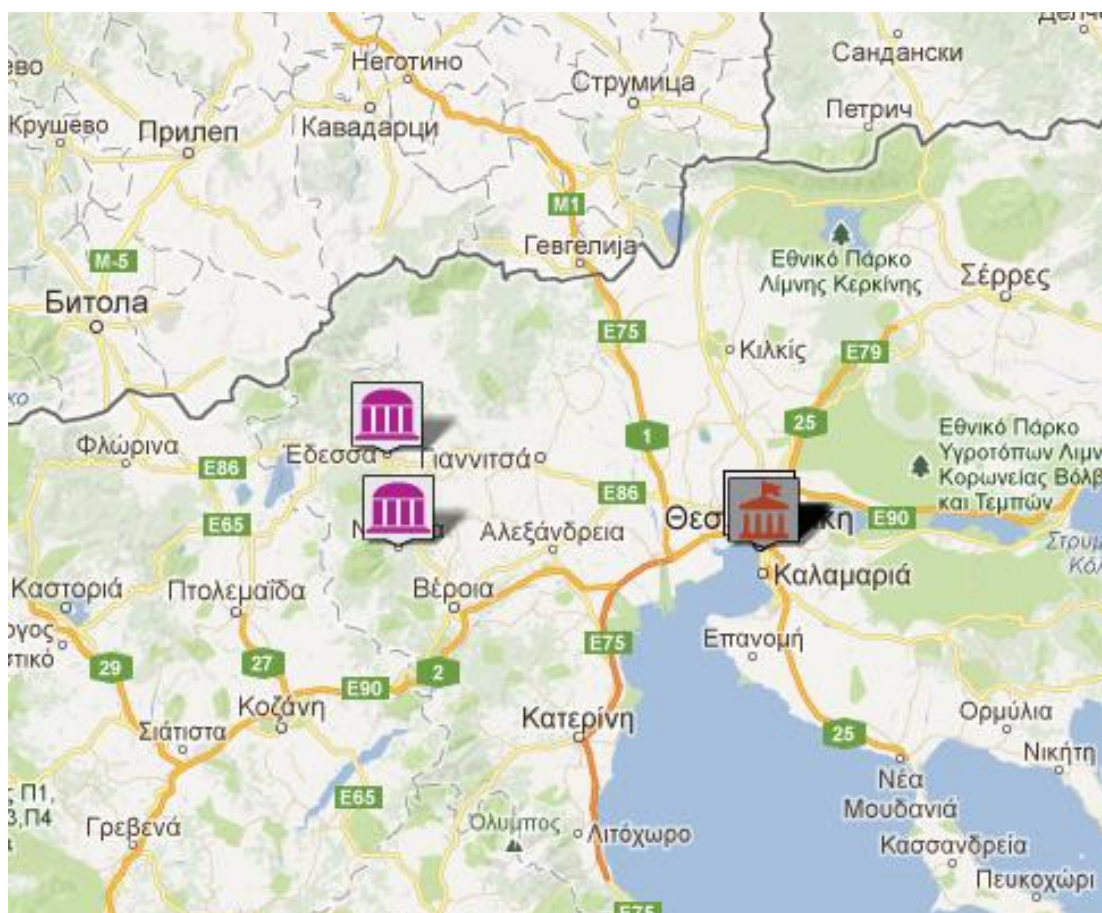 Неготино
Сандански
Струмица
Крушево
Прилеп
Кавадарци
Петрич
M1
Гевгелија
M-5
Битола
Εθνικό Πάρκο
Λίμνης Κερκίνης
Σέρρες
E75
Κιλκίς
E79
25
1
Φλώρινα
Έδεσσα
Γιαννιτσά
E86
E86
Εθνικό Πάρκο
Υγροτόπων Λιμν
Κορωνείας Βόλβ
και Τεμπών
E65
Αλεξάνδρεια
E90
Καστοριά
Πτολεμαΐδα
Βέροια
Καλαμαριά
Επανομή
E75
29
27
E90
2
Κοζάνη
Σιάτιστα
Κατερίνη
25
Ορμύλια
Νικήτη
Νέα
Μουδανιά
E65
Γρεβενά
Όλυμπος
Λιτόχωρο
Κασσανδρεία
Πευκοχώρι
E75